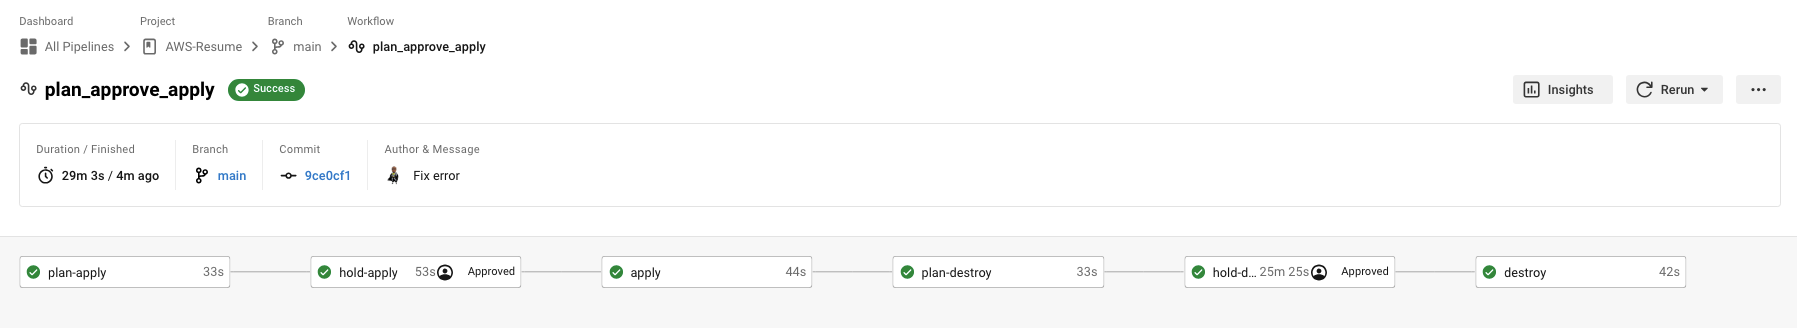 Dashboard Project Branch Workflow
All Pipelines AWS-Resume main plan_approve_apply
plan_approve_apply Success Insights Rerun
Duration / Finished Branch Commit Author & Message
29m 3s / 4m ago main 9ce0cf1 Fix error
plan-apply 33s hold-apply 53s Approved apply 44s plan-destroy 33s hold-d... 25m 25s Approved destroy 42s